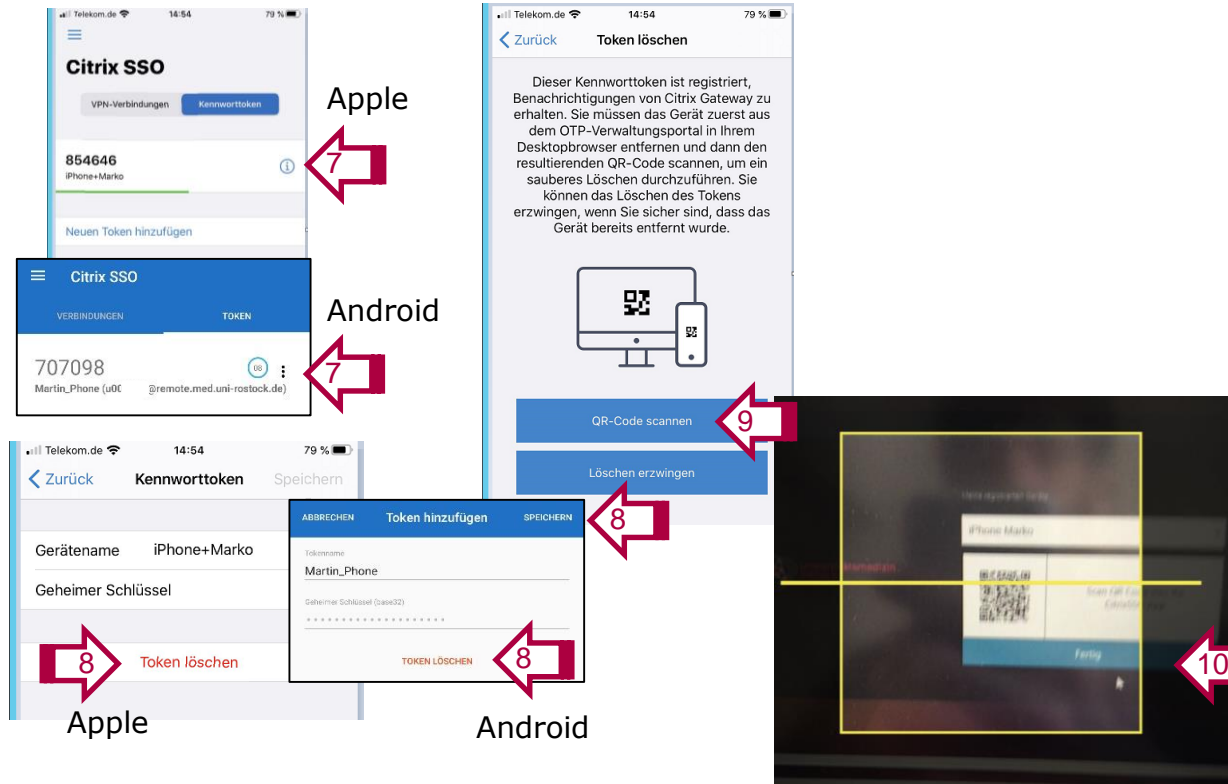 Telekom.de 14:54 79 %
Citrix SSO
VPN-Verbindungen Kennworttoken
854646
iPhone+Marko
Neuen Token hinzufügen
Apple
7
Citrix SSO
VERBINDUNGEN TOKEN
707098 08
Martin_Phone (u00 @remote.med.uni-rostock.de)
Android
7
Telekom.de 14:54 79 %
Zurück Kennworttoken Speichern
Gerätename iPhone+Marko
Geheimer Schlüssel
8 Token löschen
Apple
ABBRECHEN Token hinzufügen SPEICHERN
8
Tokenname
Martin_Phone
Geheimer Schlüssel (base32)
TOKEN LÖSCHEN
8
Android
Telekom.de 14:54 79 %
Zurück Token löschen
Dieser Kennworttoken ist registriert,
Benachrichtigungen von Citrix Gateway zu
erhalten. Sie müssen das Gerät zuerst aus
dem OTP-Verwaltungsportal in Ihrem
Desktopbrowser entfernen und dann den
resultierenden QR-Code scannen, um ein
sauberes Löschen durchzuführen. Sie
können das Löschen des Tokens
erzwingen, wenn Sie sicher sind, dass das
Gerät bereits entfernt wurde.
QR-Code scannen
9
Löschen erzwingen
iPhone Marko
Fertig
10